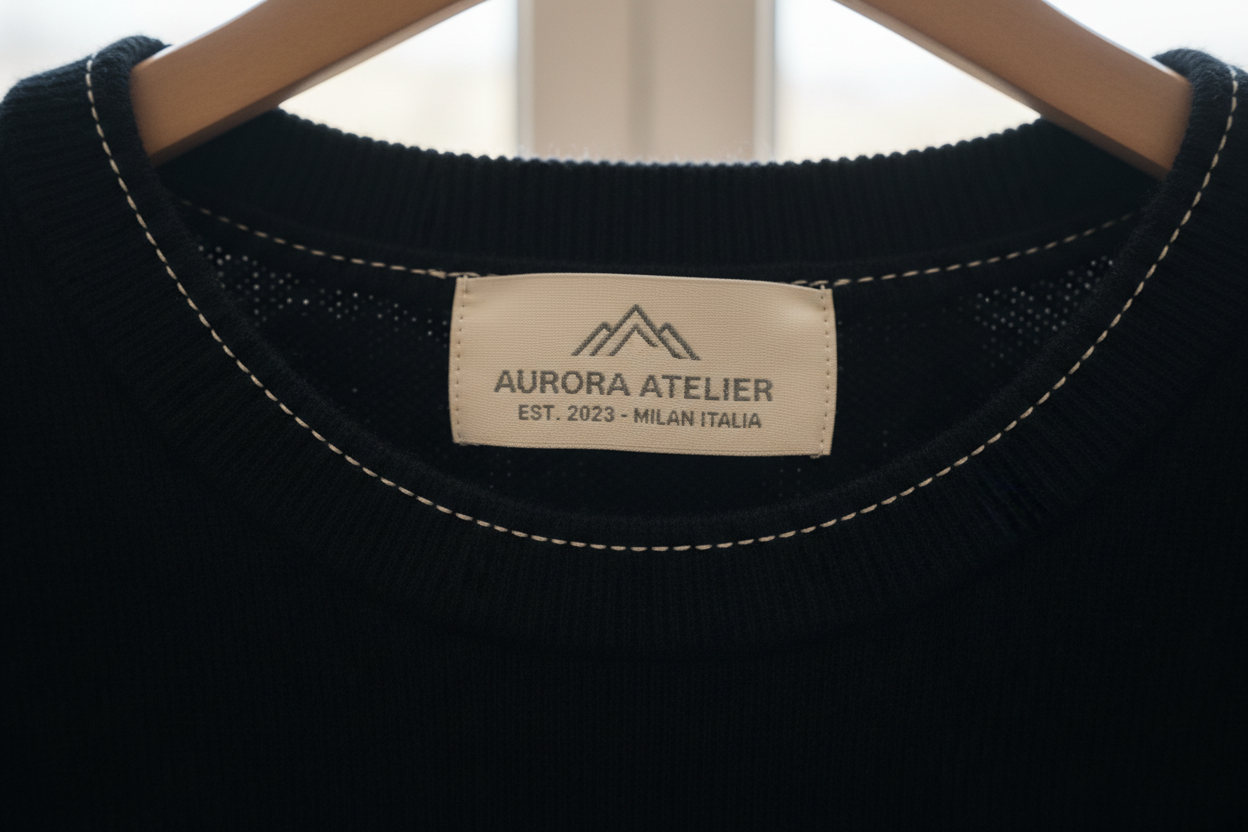 AURORA ATELIER
EST. 2023 - MILAN ITALIA